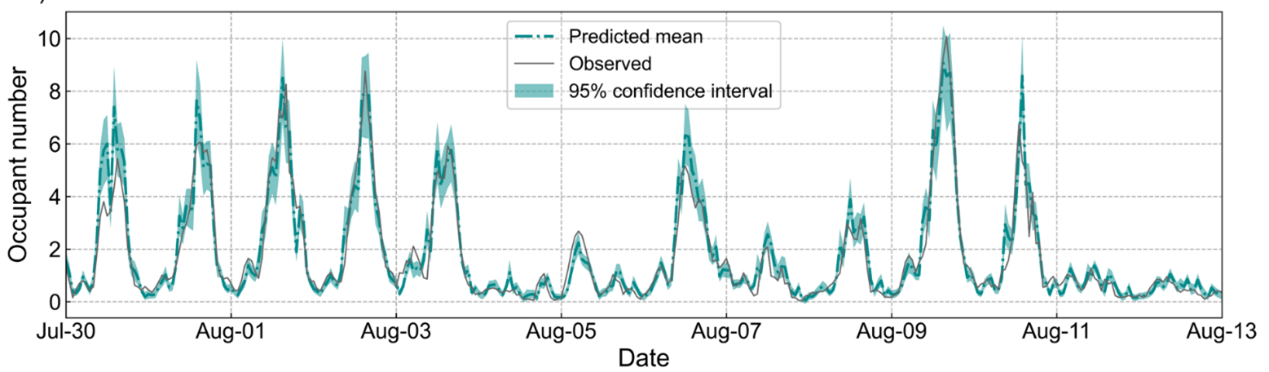 Predicted mean
Observed
95% confidence interval
Occupant number
10
8
6
4
2
0
Jul-30 Aug-01 Aug-03 Aug-05 Aug-07 Aug-09 Aug-11 Aug-13
Date